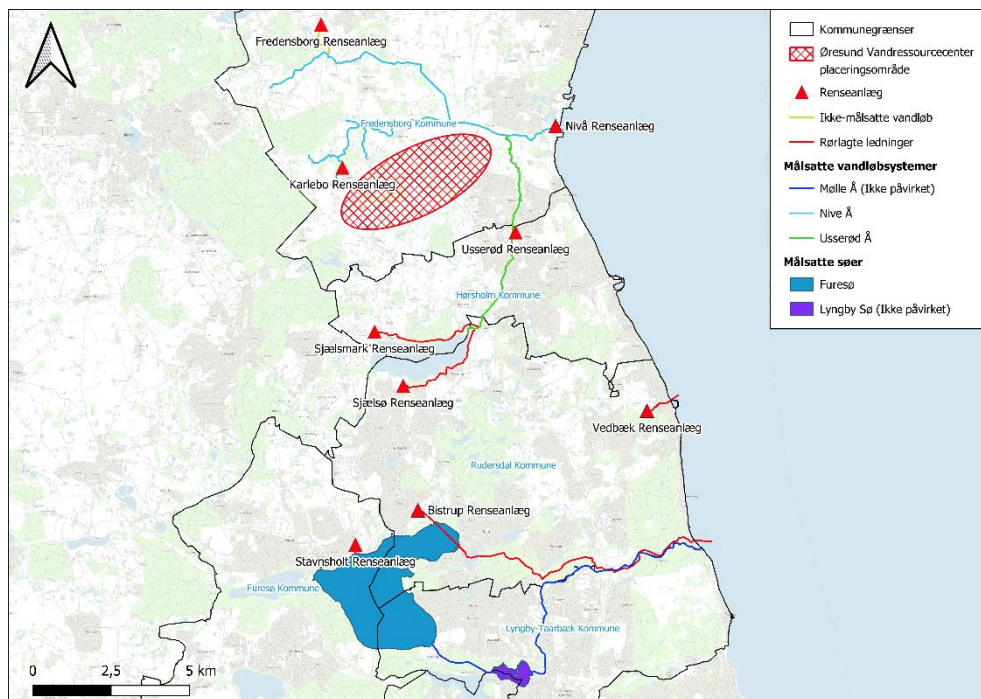 Fredensborg Renseanlæg
Fredensborg Kommune
Nivå Renseanlæg
Karlebo Renseanlæg
Usserød Renseanlæg
Hørsholm Kommune
Sjælsmark Renseanlæg
Sjælsø Renseanlæg
Vedbæk Renseanlæg
Rudersdal Kommune
Bistrup Renseanlæg
Stavnsholt Renseanlæg
Furesø Kommune
Lyngby-Taarbæk Kommune
0 2,5 5 km
Kommunegrænser
Øresund Vandressourcecenter
placeringsområde
Renseanlæg
Ikke-målsatte vandløb
Rørlagte ledninger
Målsatte vandløbsystemer
Mølle Å (Ikke påvirket)
Nive Å
Usserød Å
Målsatte søer
Furesø
Lyngby Sø (Ikke påvirket)